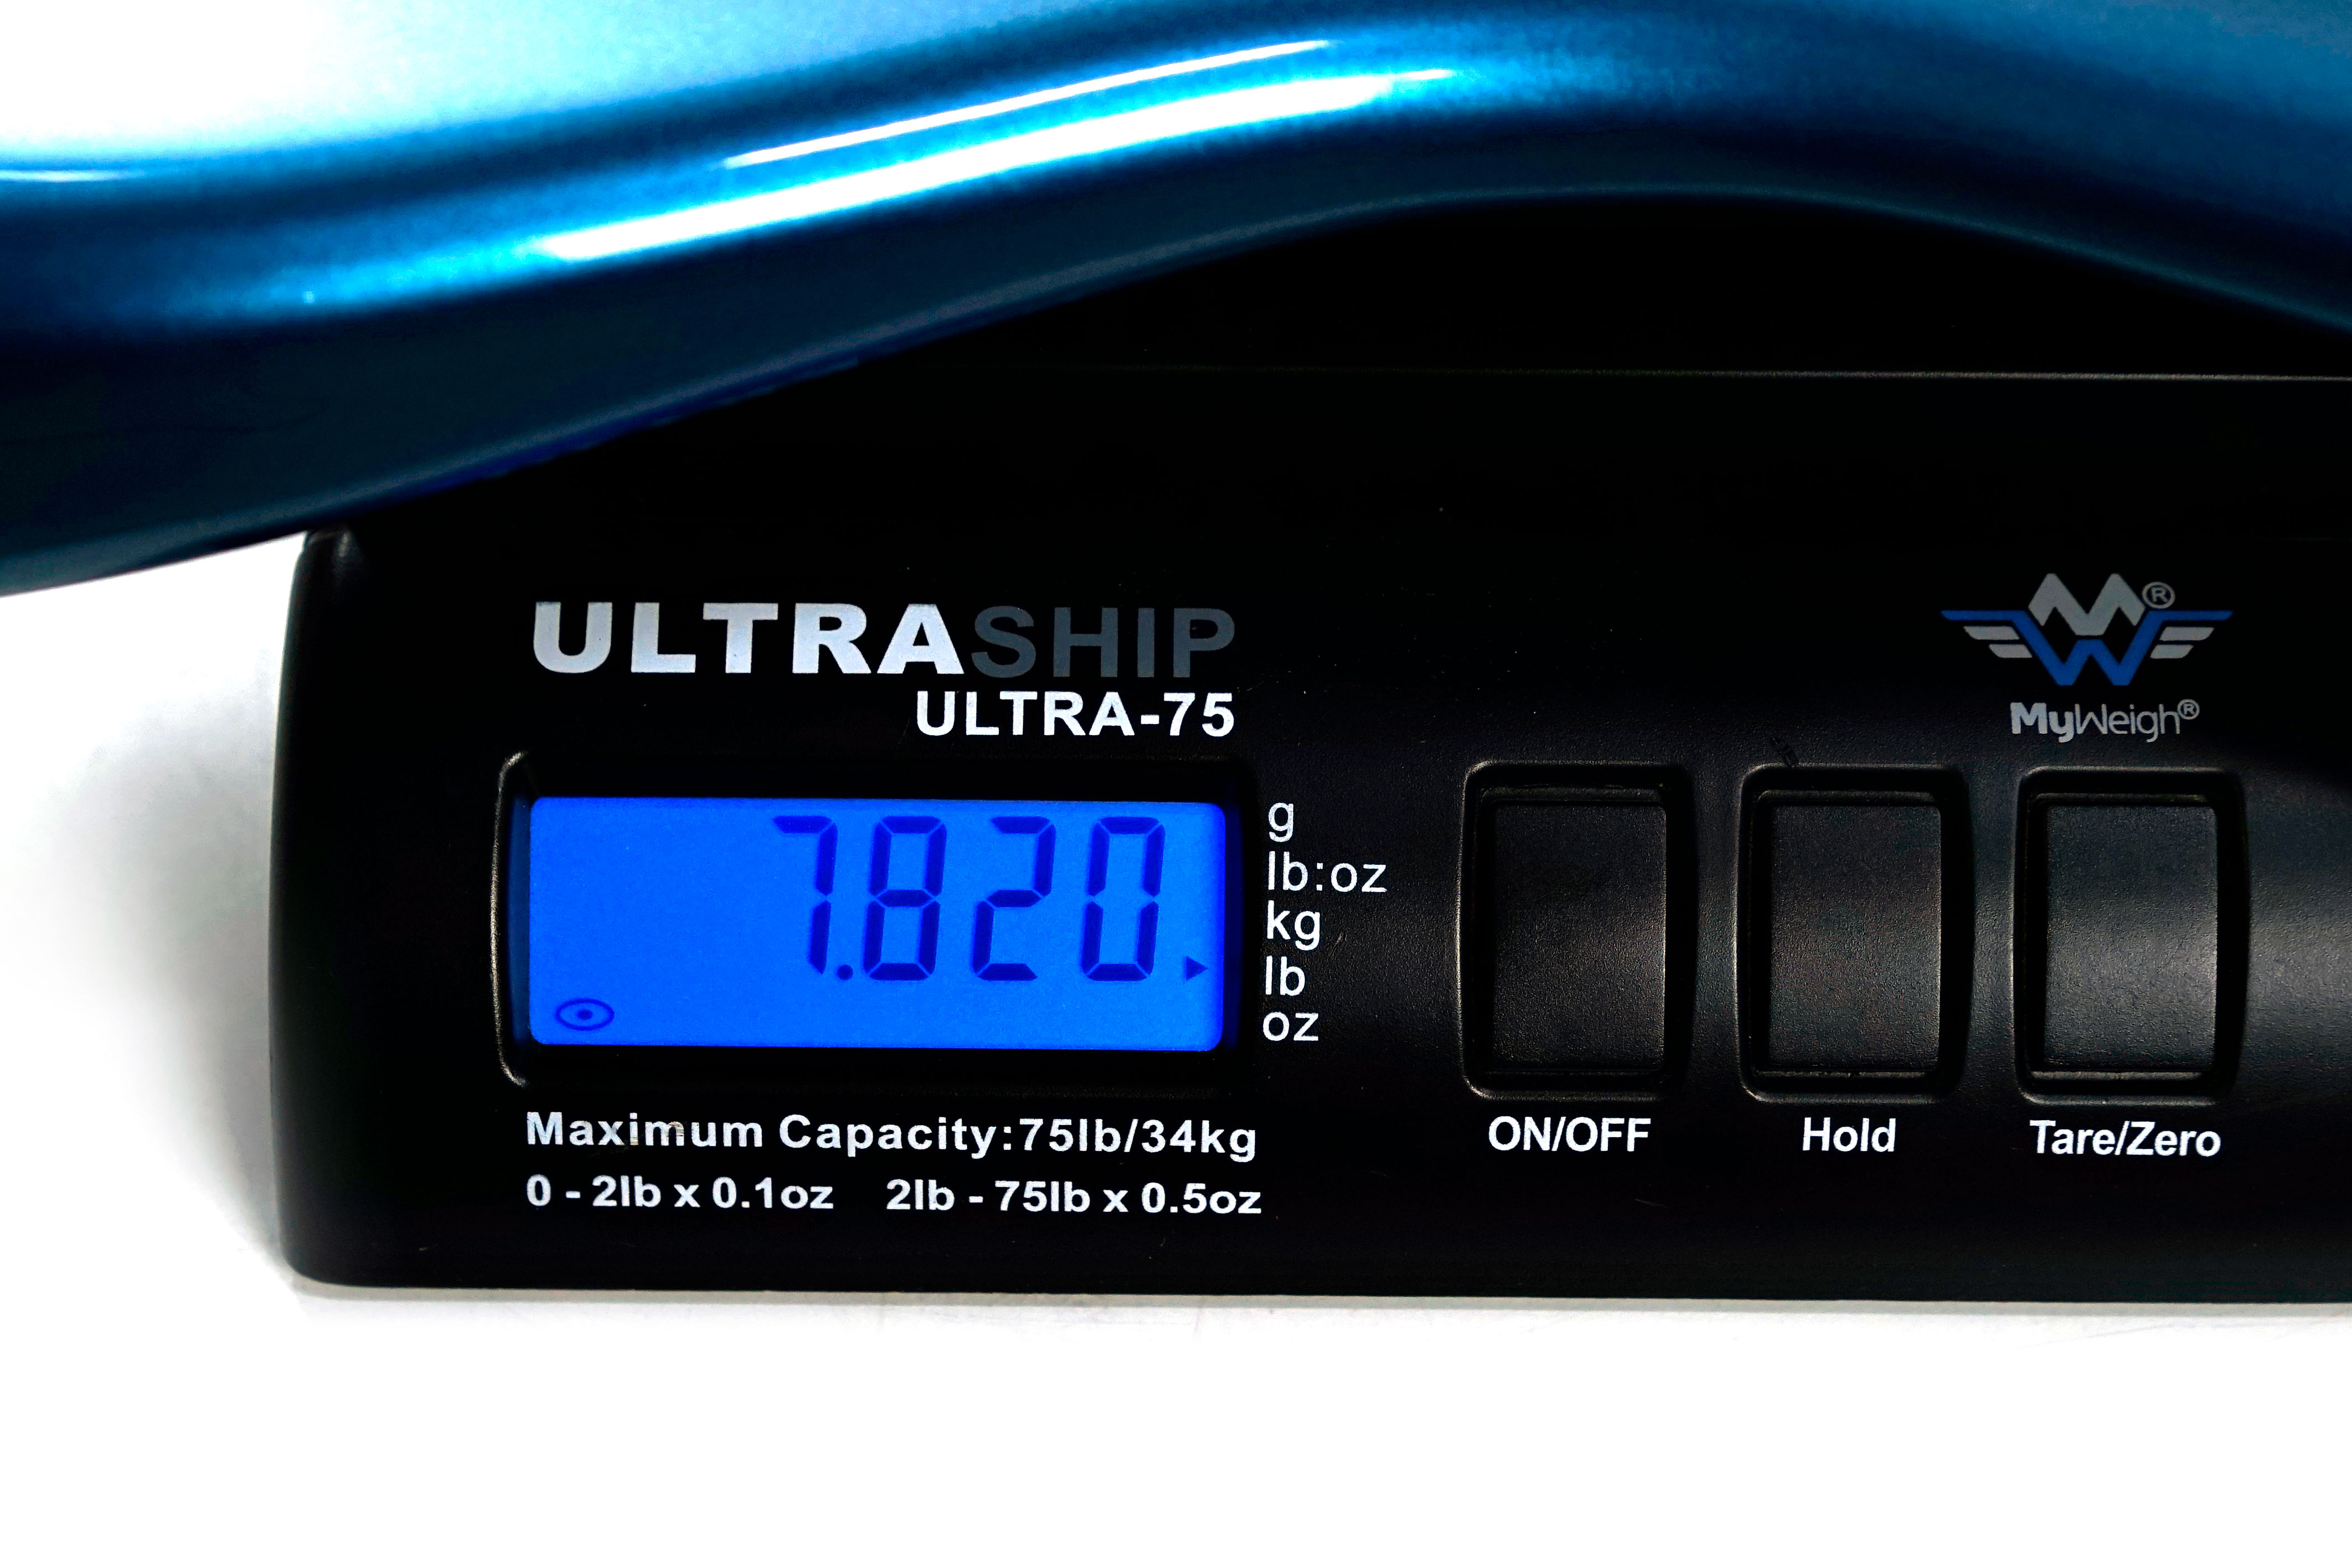 ULTRASHIP
ULTRA-75
MyWeigh®
7.820
g
lb:oz
kg
lb
oz
Maximum Capacity:75lb/34kg
0 - 2lb x 0.1oz 2lb - 75lb x 0.5oz
ON/OFF
Hold
Tare/Zero